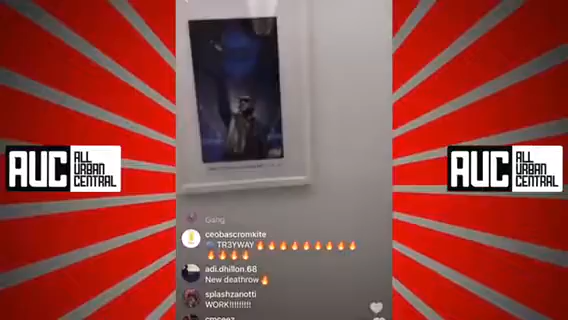 AUC ALL
URBAN
CENTRAL
AUC ALL
URBAN
CENTRAL
Gang
ceobascromkite
TR3YWAY🔥🔥🔥🔥🔥🔥🔥🔥🔥
🔥🔥🔥🔥
adi.dhillon.68
New deathrow🔥
splashzanotti
WORK!!!!!!!!!